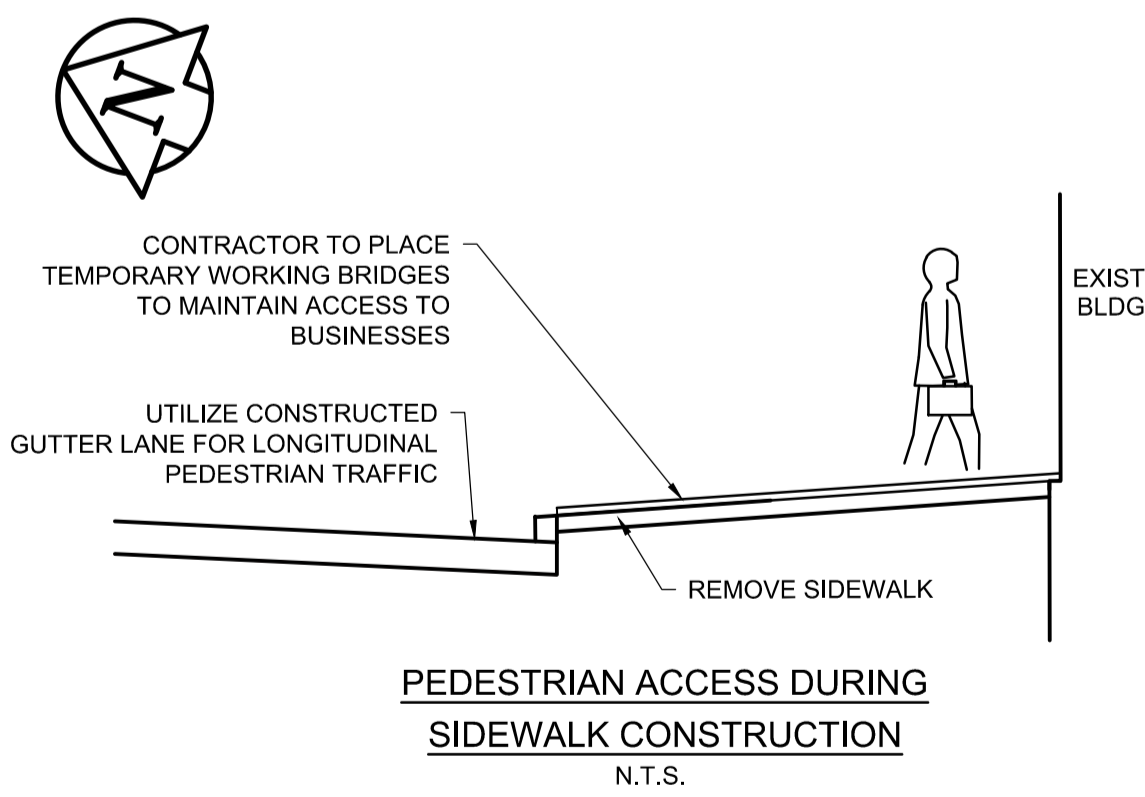 N
CONTRACTOR TO PLACE
TEMPORARY WORKING BRIDGES
TO MAINTAIN ACCESS TO
BUSINESSES
EXIST
BLDG
UTILIZE CONSTRUCTED
GUTTER LANE FOR LONGITUDINAL
PEDESTRIAN TRAFFIC
REMOVE SIDEWALK
PEDESTRIAN ACCESS DURING
SIDEWALK CONSTRUCTION
N.T.S.